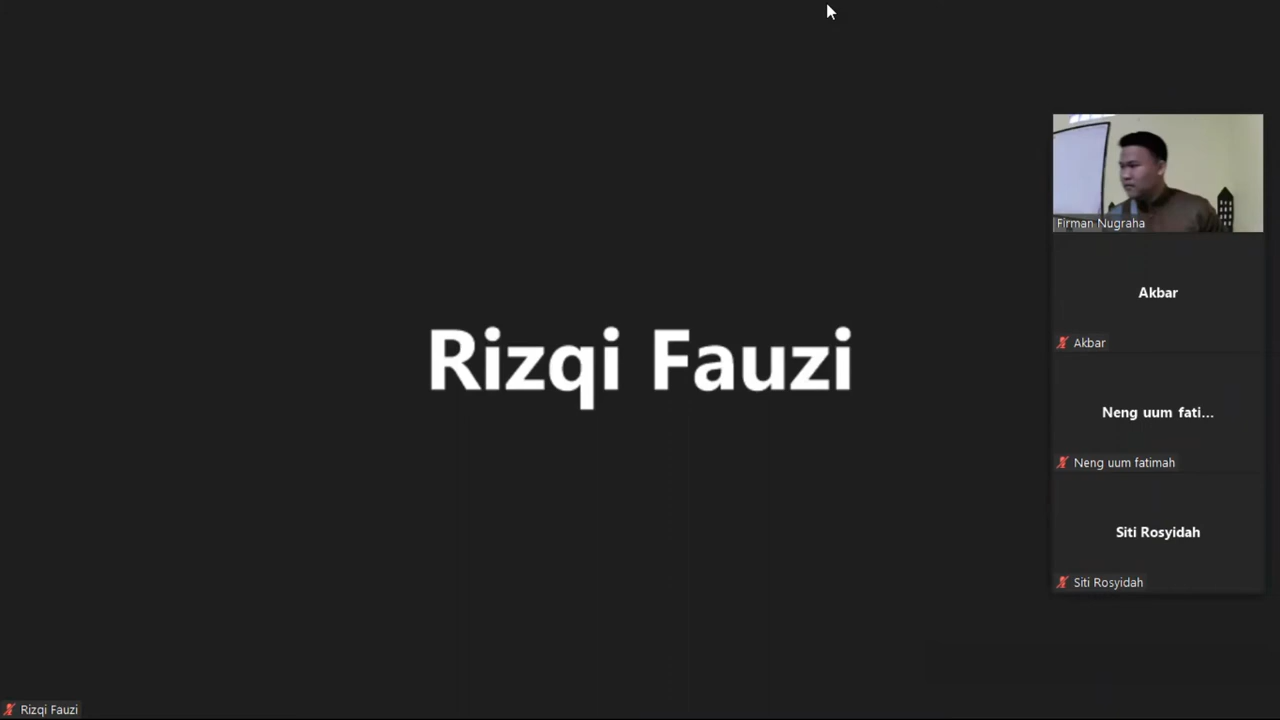 Firman Nugraha
Akbar
Akbar
Rizqi Fauzi
Neng uum fati...
Neng uum fatimah
Siti Rosyidah
Siti Rosyidah
Rizqi Fauzi